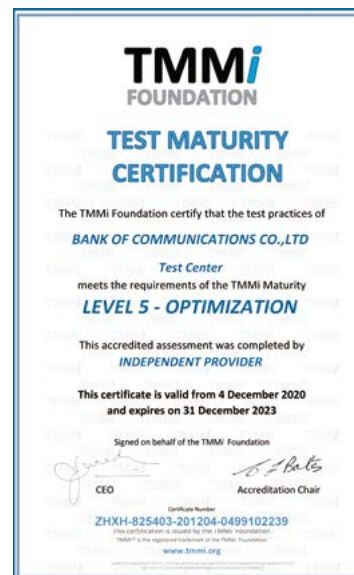 TMMi
FOUNDATION
TEST MATURITY
CERTIFICATION
The TMMi Foundation certify that the test practices of
BANK OF COMMUNICATIONS CO.,LTD
Test Center
meets the requirements of the TMMi Maturity
LEVEL 5 - OPTIMIZATION
This accredited assessment was completed by
INDEPENDENT PROVIDER
This certificate is valid from 4 December 2020
and expires on 31 December 2023
Signed on behalf of the TMMi Foundation
CEO
Accreditation Chair
Certificate Number
ZHXH-825403-201204-0499102239
This certification is issued by the TMMi Foundation
TMMi™ is the registered trademark of the TMMi Foundation
www.tmmi.org